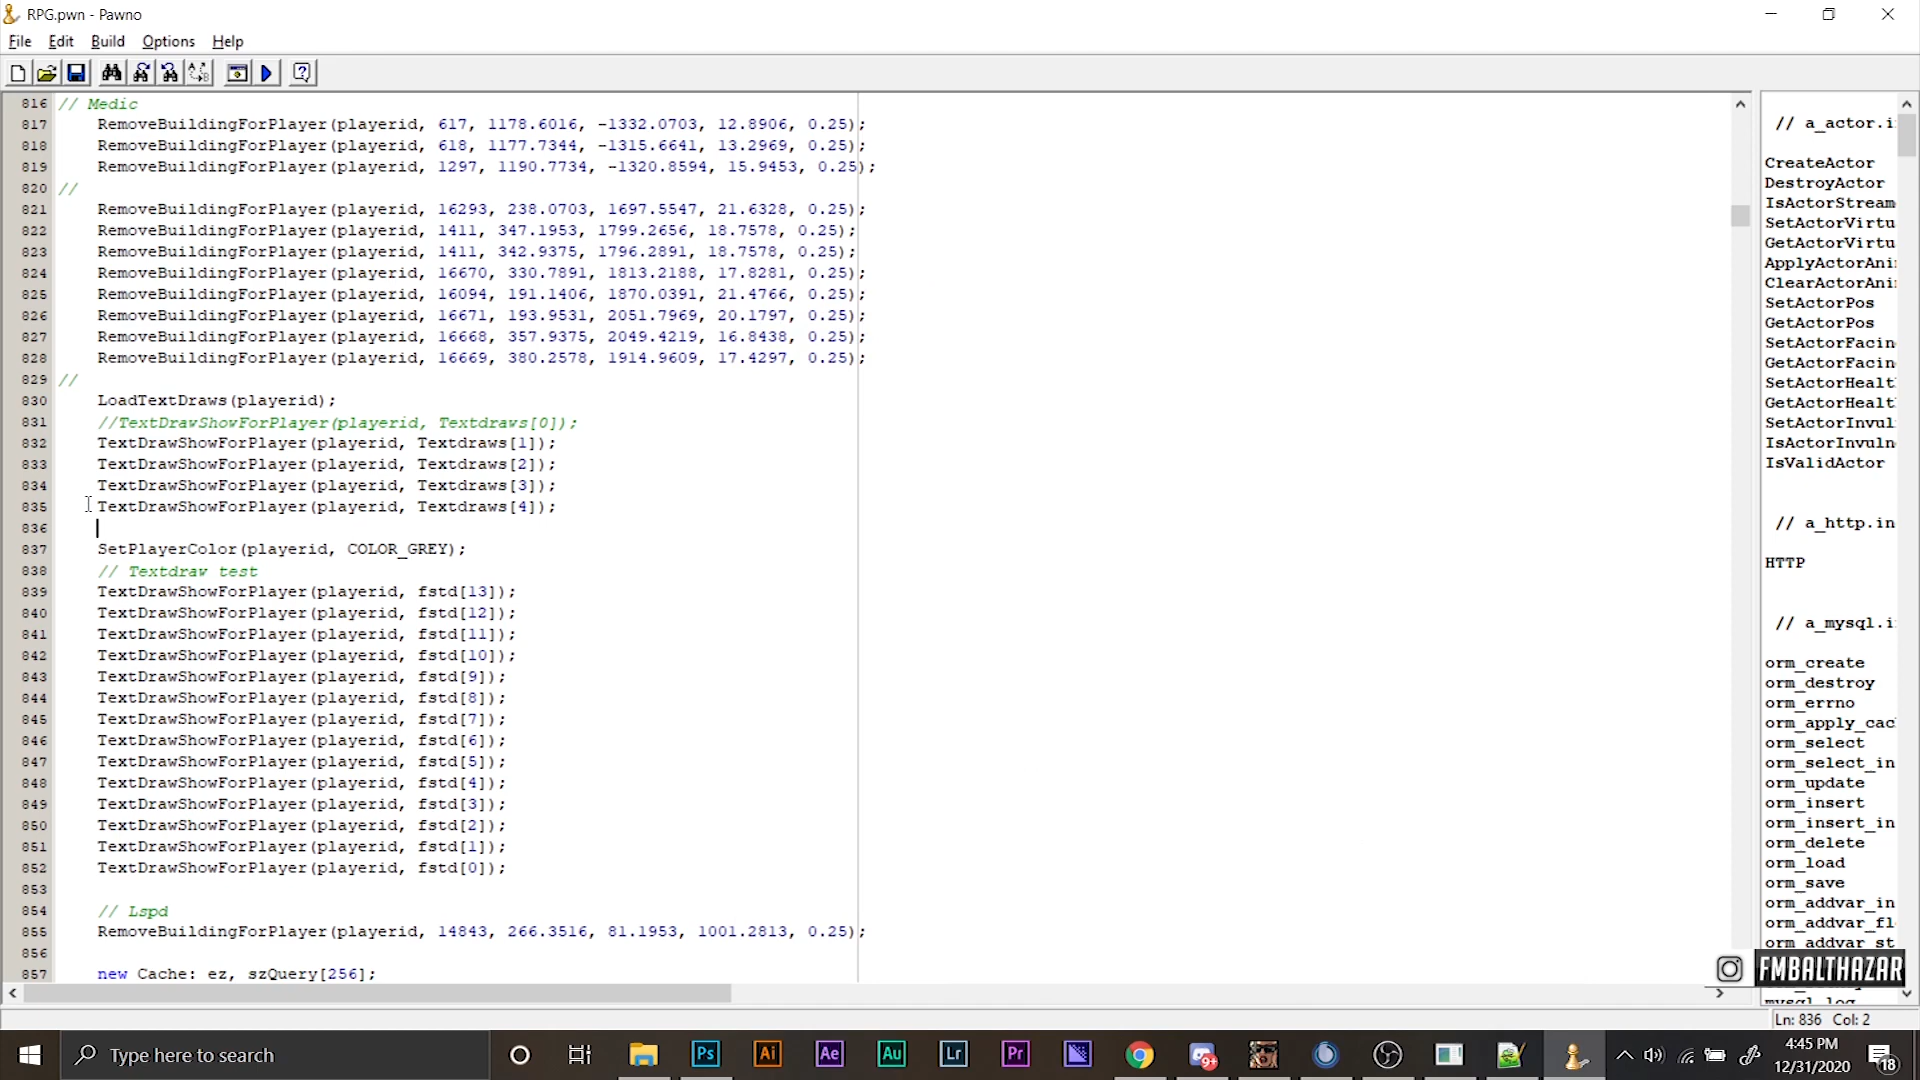 RPG.pwn - Pawno
File Edit Build Options Help
816 // Medic
817 RemoveBuildingForPlayer(playerid, 617, 1178.6016, -1332.0703, 12.8906, 0.25);
818 RemoveBuildingForPlayer(playerid, 618, 1177.7344, -1315.6641, 13.2969, 0.25);
819 RemoveBuildingForPlayer(playerid, 1297, 1190.7734, -1320.8594, 15.9453, 0.25);
820 //
821 RemoveBuildingForPlayer(playerid, 16293, 238.0703, 1697.5547, 21.6328, 0.25);
822 RemoveBuildingForPlayer(playerid, 1411, 347.1953, 1799.2656, 18.7578, 0.25);
823 RemoveBuildingForPlayer(playerid, 1411, 342.9375, 1796.2891, 18.7578, 0.25);
824 RemoveBuildingForPlayer(playerid, 16670, 330.7891, 1813.2188, 17.8281, 0.25);
825 RemoveBuildingForPlayer(playerid, 16094, 191.1406, 1870.0391, 21.4766, 0.25);
826 RemoveBuildingForPlayer(playerid, 16671, 193.9531, 2051.7969, 20.1797, 0.25);
827 RemoveBuildingForPlayer(playerid, 16668, 357.9375, 2049.4219, 16.8438, 0.25);
828 RemoveBuildingForPlayer(playerid, 16669, 380.2578, 1914.9609, 17.4297, 0.25);
829 //
830 LoadTextDraws(playerid);
831 //TextDrawShowForPlayer(playerid, Textdraws[0]);
832 TextDrawShowForPlayer(playerid, Textdraws[1]);
833 TextDrawShowForPlayer(playerid, Textdraws[2]);
834 TextDrawShowForPlayer(playerid, Textdraws[3]);
835 TextDrawShowForPlayer(playerid, Textdraws[4]);
836
837 SetPlayerColor(playerid, COLOR_GREY);
838 // Textdraw test
839 TextDrawShowForPlayer(playerid, fstd[13]);
840 TextDrawShowForPlayer(playerid, fstd[12]);
841 TextDrawShowForPlayer(playerid, fstd[11]);
842 TextDrawShowForPlayer(playerid, fstd[10]);
843 TextDrawShowForPlayer(playerid, fstd[9]);
844 TextDrawShowForPlayer(playerid, fstd[8]);
845 TextDrawShowForPlayer(playerid, fstd[7]);
846 TextDrawShowForPlayer(playerid, fstd[6]);
847 TextDrawShowForPlayer(playerid, fstd[5]);
848 TextDrawShowForPlayer(playerid, fstd[4]);
849 TextDrawShowForPlayer(playerid, fstd[3]);
850 TextDrawShowForPlayer(playerid, fstd[2]);
851 TextDrawShowForPlayer(playerid, fstd[1]);
852 TextDrawShowForPlayer(playerid, fstd[0]);
853
854 // Lspd
855 RemoveBuildingForPlayer(playerid, 14843, 266.3516, 81.1953, 1001.2813, 0.25);
856
857 new Cache: ez, szQuery[256];
// a_actor.i
CreateActor
DestroyActor
IsActorStream
SetActorVirtu
GetActorVirtu
ApplyActorAni
ClearActorAni
SetActorPos
GetActorPos
SetActorFacin
GetActorFacin
SetActorHealt
GetActorHealt
SetActorInvul
IsActorInvuln
IsValidActor
// a_http.in
HTTP
// a_mysql.i
orm_create
orm_destroy
orm_errno
orm_apply_cac
orm_select
orm_select_in
orm_update
orm_insert
orm_insert_in
orm_delete
orm_load
orm_save
orm_addvar_in
orm_addvar_fl
orm_addvar_st
FMBALTHAZAR
mysql_log
Ln: 836 Col: 2
Type here to search
Ps Ai Ae Au Lr Pr
4:45 PM
12/31/2020
18